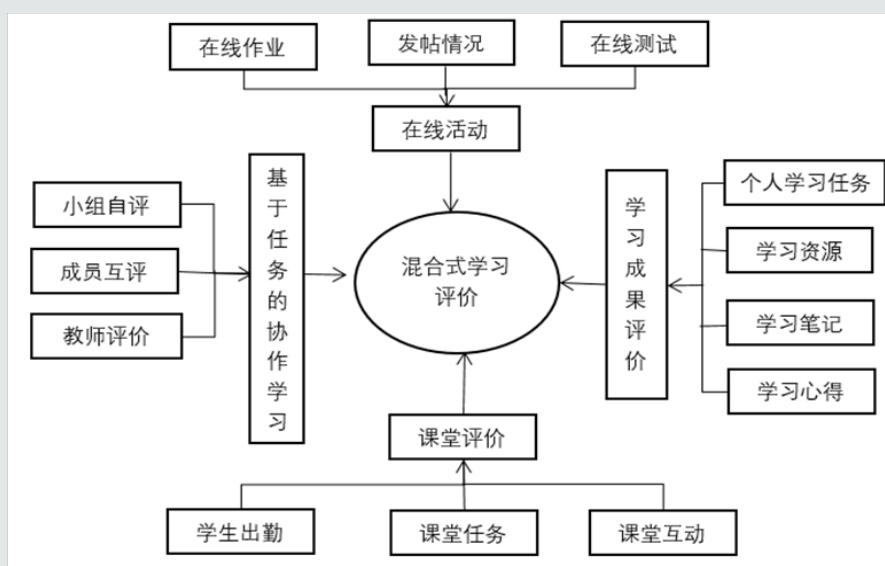 在线作业
发帖情况
在线测试
在线活动
基于任务的协作学习
小组自评
成员互评
教师评价
混合式学习
评价
学习成果评价
个人学习任务
学习资源
学习笔记
学习心得
课堂评价
学生出勤
课堂任务
课堂互动